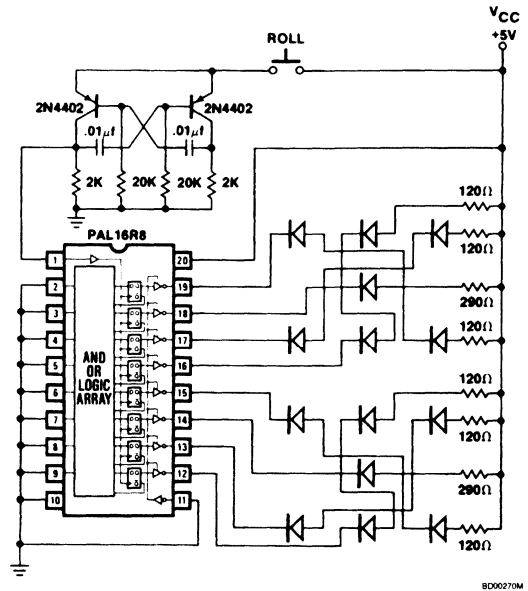 VCC
+5V
ROLL
2N4402
2N4402
.01µf
.01µf
2K
20K
20K
2K
PAL16R8
1
20
2
19
3
18
4
17
5
16
6
15
7
14
8
13
9
12
10
11
AND
OR
LOGIC
ARRAY
120Ω
120Ω
290Ω
120Ω
120Ω
120Ω
290Ω
120Ω
BD00270M